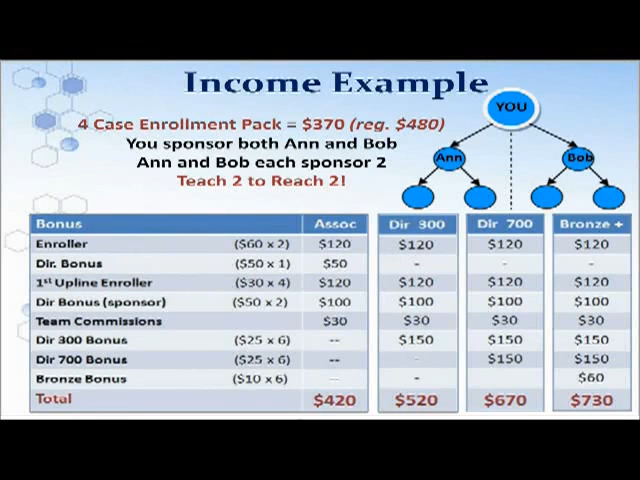 Income Example
YOU
4 Case Enrollment Pack = $370 (reg. $480)
You sponsor both Ann and Bob
Ann and Bob each sponsor 2
Teach 2 to Reach 2!
Ann
Bob
Bonus Assoc Dir 300 Dir 700 Bronze +
Enroller ($60 x 2) $120 $120 $120 $120
Dir. Bonus ($50 x 1) $50 - - -
1st Upline Enroller ($30 x 4) $120 $120 $120 $120
Dir Bonus (sponsor) ($50 x 2) $100 $100 $100 $100
Team Commissions $30 $30 $30 $30
Dir 300 Bonus ($25 x 6) -- $150 $150 $150
Dir 700 Bonus ($25 x 6) -- - $150 $150
Bronze Bonus ($10 x 6) -- - $60
Total $420 $520 $670 $730